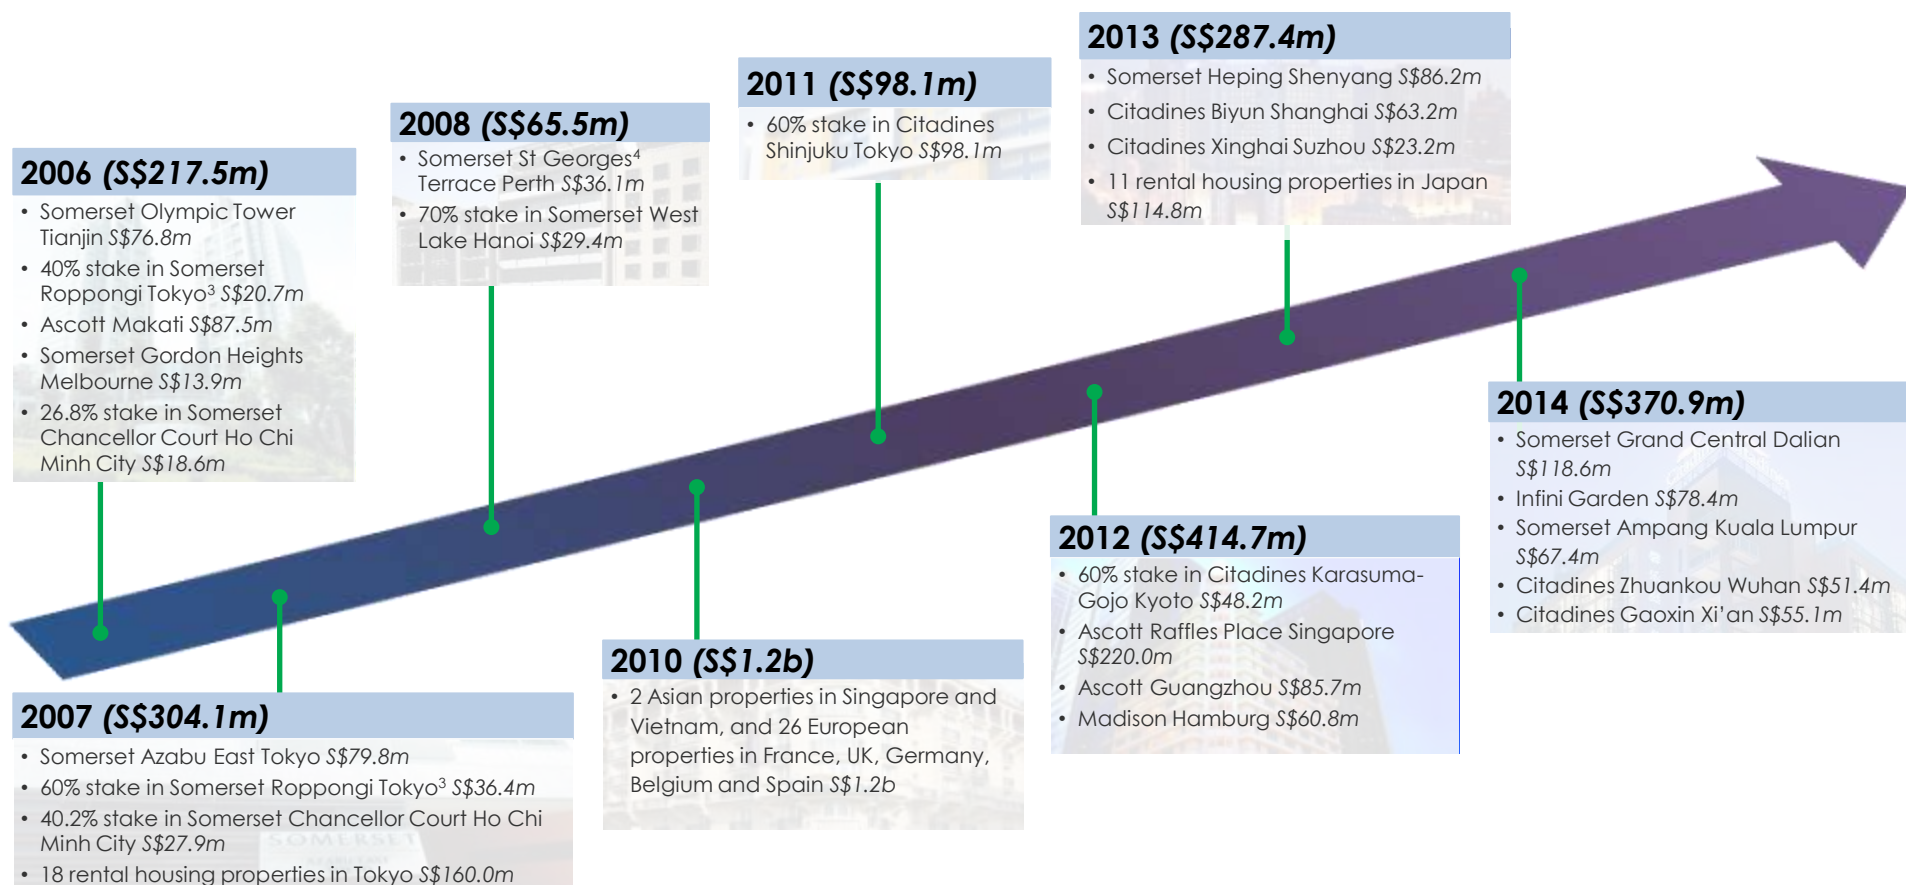 2006 (S$217.5m)
• Somerset Olympic Tower
Tianjin S$76.8m
• 40% stake in Somerset
Roppongi Tokyo³ S$20.7m
• Ascott Makati S$87.5m
• Somerset Gordon Heights
Melbourne S$13.9m
• 26.8% stake in Somerset
Chancellor Court Ho Chi
Minh City S$18.6m
2007 (S$304.1m)
• Somerset Azabu East Tokyo S$79.8m
• 60% stake in Somerset Roppongi Tokyo³ S$36.4m
• 40.2% stake in Somerset Chancellor Court Ho Chi
Minh City S$27.9m
• 18 rental housing properties in Tokyo S$160.0m
SOMERSET
2008 (S$65.5m)
• Somerset St Georges⁴
Terrace Perth S$36.1m
• 70% stake in Somerset West
Lake Hanoi S$29.4m
2010 (S$1.2b)
• 2 Asian properties in Singapore and
Vietnam, and 26 European
properties in France, UK, Germany,
Belgium and Spain S$1.2b
2011 (S$98.1m)
• 60% stake in Citadines
Shinjuku Tokyo S$98.1m
2012 (S$414.7m)
• 60% stake in Citadines Karasuma-
Gojo Kyoto S$48.2m
• Ascott Raffles Place Singapore
S$220.0m
• Ascott Guangzhou S$85.7m
• Madison Hamburg S$60.8m
2013 (S$287.4m)
• Somerset Heping Shenyang S$86.2m
• Citadines Biyun Shanghai S$63.2m
• Citadines Xinghai Suzhou S$23.2m
• 11 rental housing properties in Japan
S$114.8m
2014 (S$370.9m)
• Somerset Grand Central Dalian
S$118.6m
• Infini Garden S$78.4m
• Somerset Ampang Kuala Lumpur
S$67.4m
• Citadines Zhuankou Wuhan S$51.4m
• Citadines Gaoxin Xi’an S$55.1m